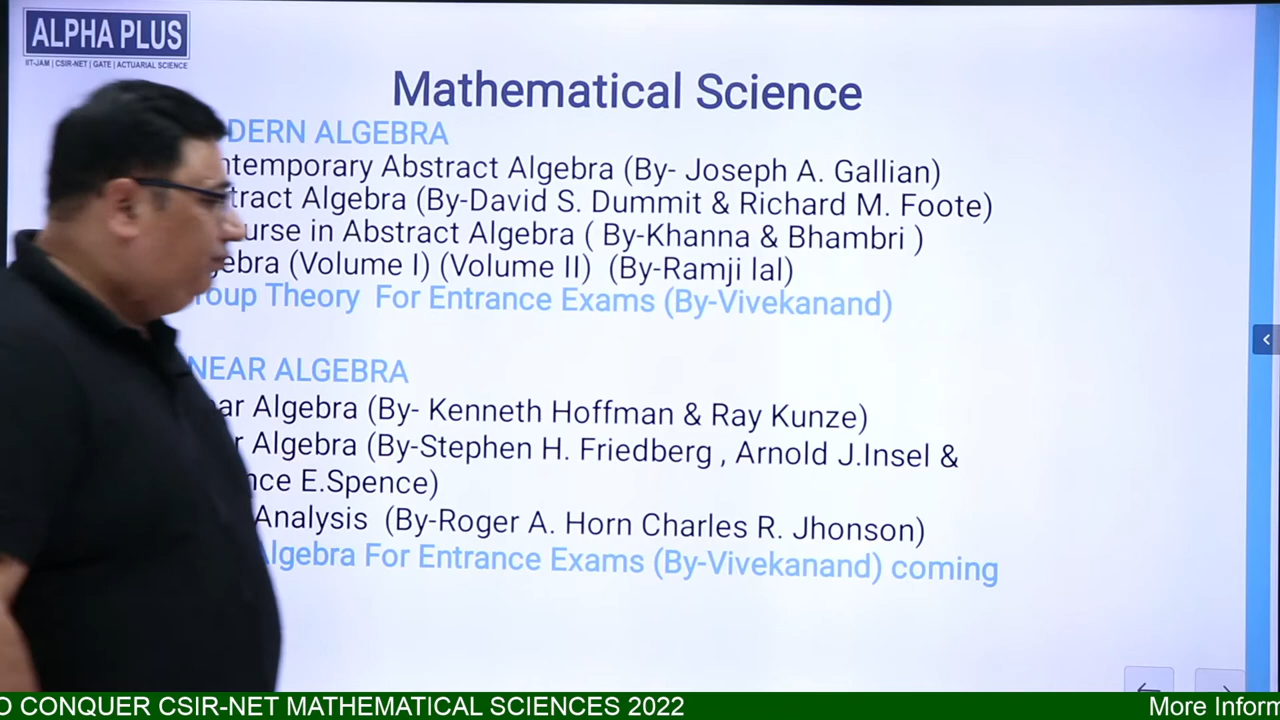 ALPHA PLUS
IIT-JAM | CSIR-NET | GATE | ACTUARIAL SCIENCE
Mathematical Science
DERN ALGEBRA
ntemporary Abstract Algebra (By- Joseph A. Gallian)
tract Algebra (By-David S. Dummit & Richard M. Foote)
urse in Abstract Algebra ( By-Khanna & Bhambri )
ebra (Volume I) (Volume II) (By-Ramji lal)
roup Theory For Entrance Exams (By-Vivekanand)
NEAR ALGEBRA
ar Algebra (By- Kenneth Hoffman & Ray Kunze)
r Algebra (By-Stephen H. Friedberg , Arnold J.Insel &
nce E.Spence)
Analysis (By-Roger A. Horn Charles R. Jhonson)
Algebra For Entrance Exams (By-Vivekanand) coming
O CONQUER CSIR-NET MATHEMATICAL SCIENCES 2022
More Inform